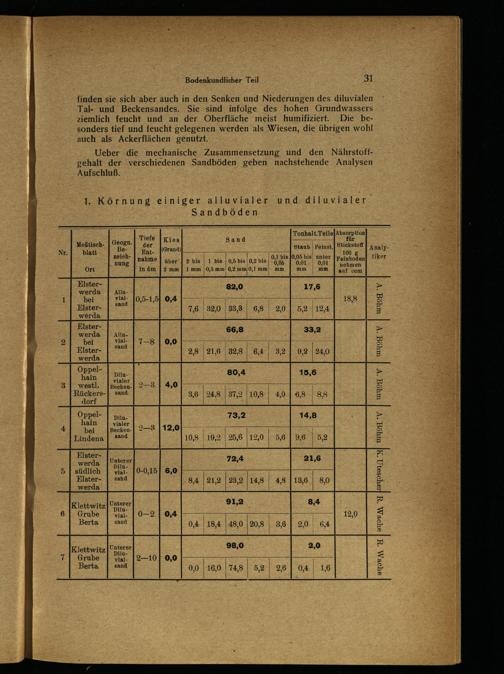 Bodenkundlicher Teil 31
finden sie sich aber auch in den Senken und Niederungen des diluvialen
Tal- und Beckensandes. Sie sind infolge des hohen Grundwassers
ziemlich feucht und an der Oberfläche meist humifiziert. Die be-
sonders tief und feucht gelegenen werden als Wiesen, die übrigen wohl
auch als Ackerflächen genutzt.
Ueber die mechanische Zusammensetzung und den Nährstoff-
gehalt der verschiedenen Sandböden geben nachstehende Analysen
Aufschluß.
1. Körnung einiger alluvialer und diluvialer
Sandböden
Nr.
Meßtisch-
blatt
Ort
Geogn.
Be-
zeich-
nung
Tiefe
der
Ent-
nahme
in dm
Kies
(Grand)
über
2 mm
Sand
2 bis
1 mm
1 bis
0,5 mm
0,5 bis
0,2 mm
0,2 bis
0,1 mm
0,1 bis
0,05
mm
Tonhalt. Teile
Staub
0,05 bis
0,01
mm
Feinst.
unter
0,01
mm
Absorption
für
Stickstoff
100 g
Feinboden
nehmen
auf ccm
Analy-
tiker
1
Elster-
werda
bei
Elster-
werda
Allu-
vial-
sand
0,5-1,5
0,4
82,0
7,6 32,0 33,3 6,8 2,0
17,6
5,2 12,4
18,8
A. Böhm
2
Elster-
werda
bei
Elster-
werda
Allu-
vial-
sand
7—8
0,0
66,8
2,8 21,6 32,8 6,4 3,2
33,2
9,2 24,0
A. Böhm
3
Oppel-
hain
westl.
Rückers-
dorf
Dilu-
vialer
Becken-
sand
2—3
4,0
80,4
3,6 24,8 37,2 10,8 4,0
15,6
6,8 8,8
A. Böhm
4
Oppel-
hain
bei
Lindena
Dilu-
vialer
Becken-
sand
2—3
12,0
73,2
10,8 19,2 25,6 12,0 5,6
14,8
9,6 5,2
A. Böhm
5
Elster-
werda
südlich
Elster-
werda
Unterer
Dilu-
vial-
sand
0-0,15
6,0
72,4
8,4 21,2 23,2 14,8 4,8
21,6
13,6 8,0
K. Utescher
6
Klettwitz
Grube
Berta
Unterer
Dilu-
vial-
sand
0—2
0,4
91,2
0,4 18,4 48,0 20,8 3,6
8,4
2,0 6,4
12,0
R. Wache
7
Klettwitz
Grube
Berta
Unterer
Dilu-
vial-
sand
2—10
0,0
98,0
0,0 16,0 74,8 5,2 2,6
2,0
0,4 1,6
R. Wache